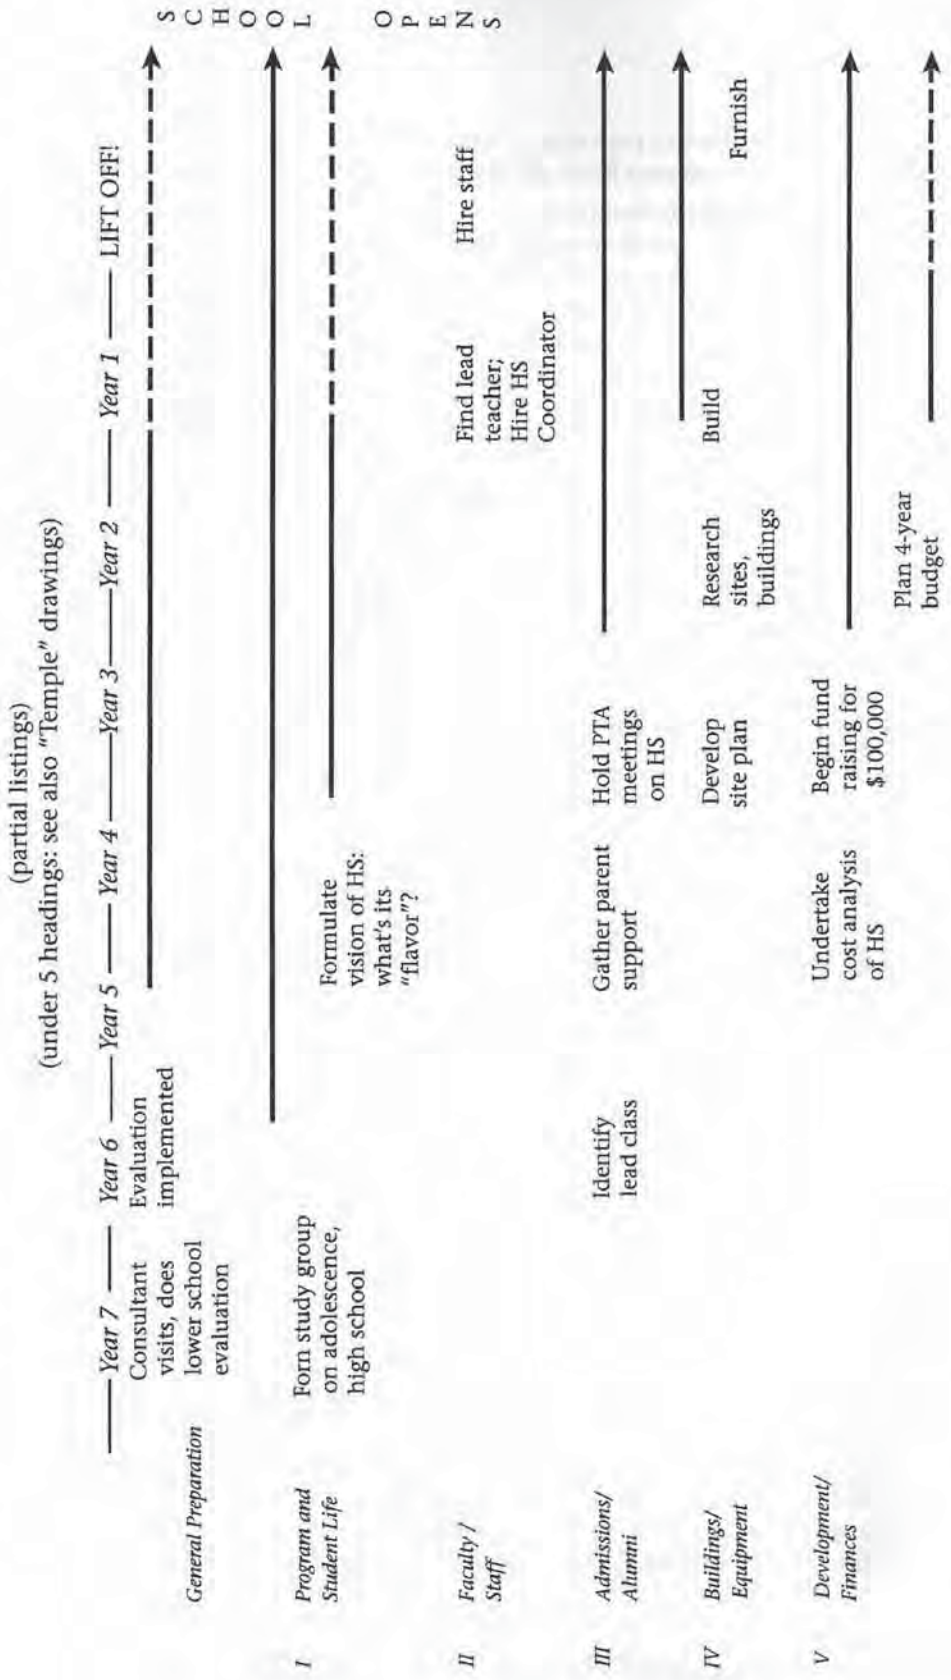 (partial listings)
(under 5 headings: see also "Temple" drawings)
Year 7 Year 6 Year 5 Year 4 Year 3 Year 2 Year 1 LIFT OFF!
General Preparation
Consultant
visits, does
lower school
evaluation
Evaluation
implemented
I Program and
Student Life
Forn study group
on adolescence,
high school
Formulate
vision of HS:
what's its
"flavor"?
II Faculty /
Staff
Find lead
teacher;
Hire HS
Coordinator
Hire staff
III Admissions/
Alumni
Identify
lead class
Gather parent
support
Hold PTA
meetings
on HS
IV Buildings/
Equipment
Develop
site plan
Research
sites,
buildings
Build
Furnish
V Development/
Finances
Undertake
cost analysis
of HS
Begin fund
raising for
$100,000
Plan 4-year
budget
S
C
H
O
O
L
O
P
E
N
S